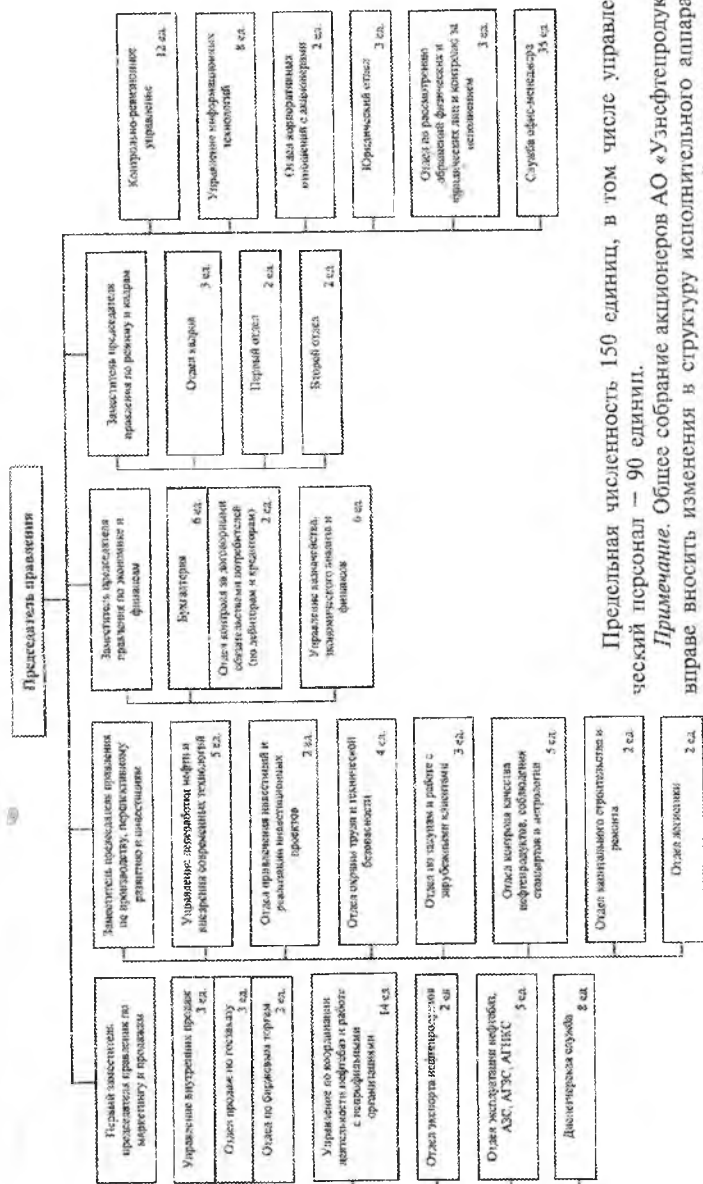 Председатель правления
Первый заместитель
председателя правления по
маркетингу и продажам
Управление внутренних продаж
3 ед.
Отдел продаж по госзаказу
3 ед.
Отдел по биржевым торгам
2 ед.
Управление по координации
деятельности нефтебаз и работе
с непрофильными
организациями
14 ед.
Отдел экспорта нефтепродуктов
2 ед.
Отдел эксплуатации нефтебаз,
АЗС, АГЗС, АГНКС
5 ед.
Диспетчерская служба
8 ед.
Заместитель председателя правления
по производству, перспективному
развитию и инвестициям
Управление переработки нефти и
внедрения современных технологий
5 ед.
Отдел привлечения инвестиций и
реализации инвестиционных
проектов
2 ед.
Отдел охраны труда и технической
безопасности
4 ед.
Отдел по закупам и работе с
зарубежными клиентами
3 ед.
Отдел контроля качества
нефтепродуктов, соблюдения
стандартов и метрологии
5 ед.
Отдел капитального строительства и
ремонта
2 ед.
Отдел логистики
2 ед.
Заместитель председателя
правления по экономике и
финансам
Бухгалтерия
6 ед.
Отдел контроля за договорными
обязательствами потребителей
(по дебиторам и кредиторам)
2 ед.
Управление казначейства,
экономического анализа и
финансов
6 ед.
Заместитель председателя
правления по режиму и кадрам
Отдел кадров
3 ед.
Первый отдел
2 ед.
Второй отдел
2 ед.
Контрольно-ревизионное
управление
12 ед.
Управление информационных
технологий
8 ед.
Отдел корпоративных
отношений с акционерами
2 ед.
Юридический отдел
3 ед.
Отдел по рассмотрению
обращений физических и
юридических лиц и контролю за
исполнением
3 ед.
Служба офис-менеджера
35 ед.
Предельная численность 150 единиц, в том числе управле
ческий персонал — 90 единиц.
Примечание. Общее собрание акционеров АО «Узнефтепродук
вправе вносить изменения в структуру исполнительного аппара